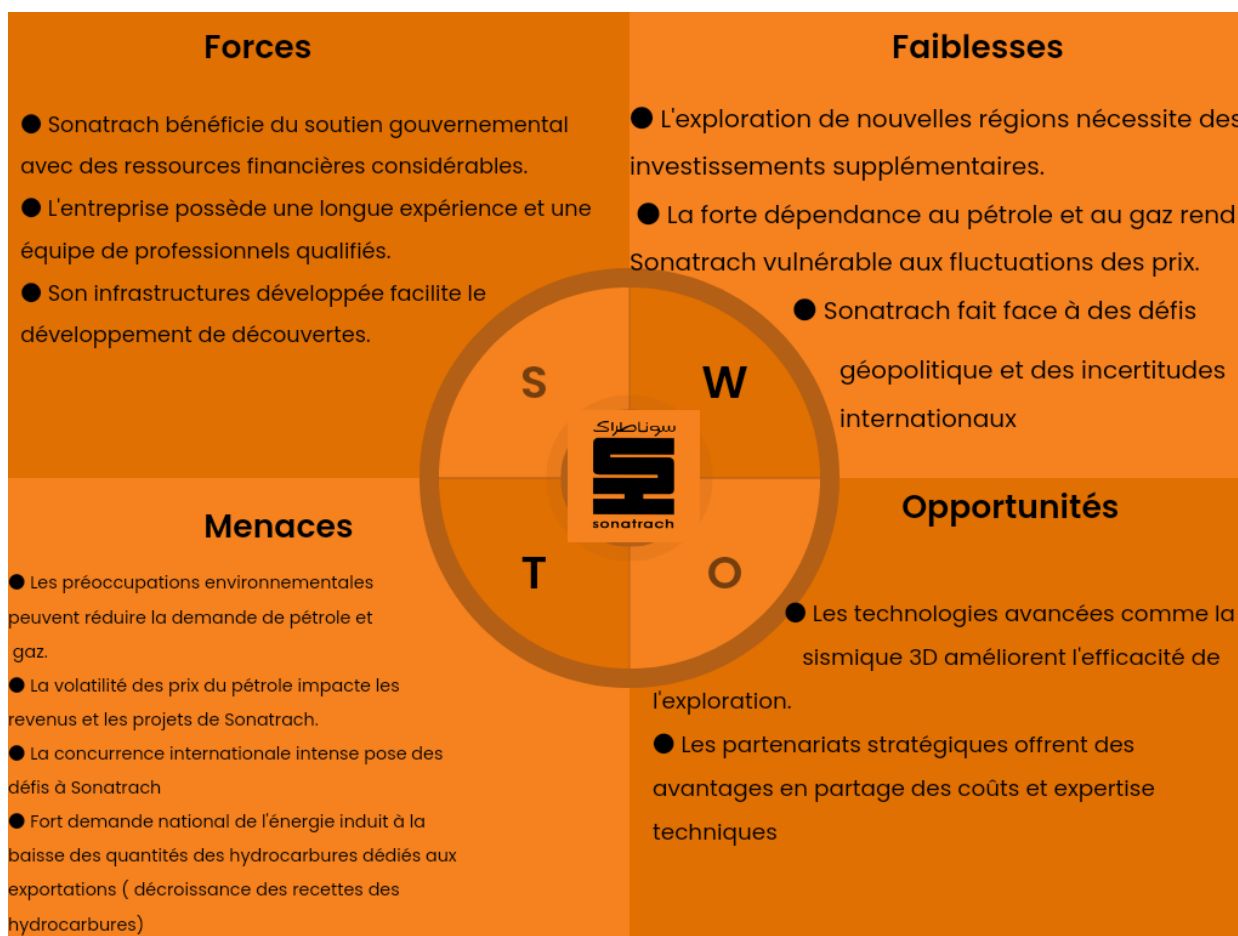 Forces
● Sonatrach bénéficie du soutien gouvernemental
avec des ressources financières considérables.
● L'entreprise possède une longue expérience et une
équipe de professionnels qualifiés.
● Son infrastructures développée facilite le
développement de découvertes.
Faiblesses
● L'exploration de nouvelles régions nécessite des
investissements supplémentaires.
● La forte dépendance au pétrole et au gaz rend
Sonatrach vulnérable aux fluctuations des prix.
● Sonatrach fait face à des défis
géopolitique et des incertitudes
internationaux
S
W
سوناطراك
sonatrach
T
O
Menaces
● Les préoccupations environnementales
peuvent réduire la demande de pétrole et
gaz.
● La volatilité des prix du pétrole impacte les
revenus et les projets de Sonatrach.
● La concurrence internationale intense pose des
défis à Sonatrach
● Fort demande national de l'énergie induit à la
baisse des quantités des hydrocarbures dédiés aux
exportations ( décroissance des recettes des
hydrocarbures)
Opportunités
● Les technologies avancées comme la
sismique 3D améliorent l'efficacité de
l'exploration.
● Les partenariats stratégiques offrent des
avantages en partage des coûts et expertise
techniques